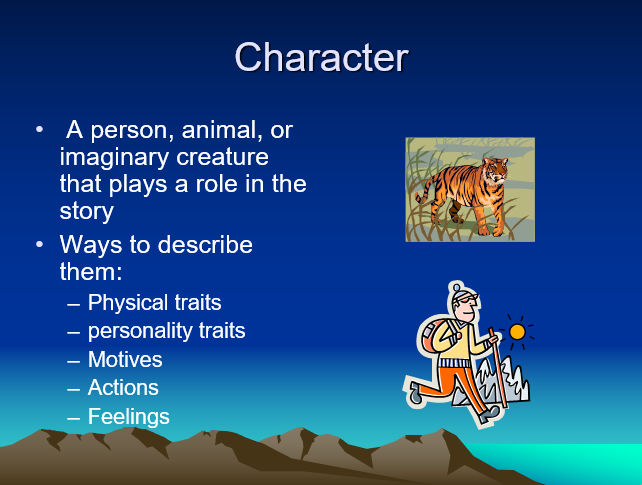 Character
• A person, animal, or
imaginary creature
that plays a role in the
story
• Ways to describe
them:
– Physical traits
– personality traits
– Motives
– Actions
– Feelings